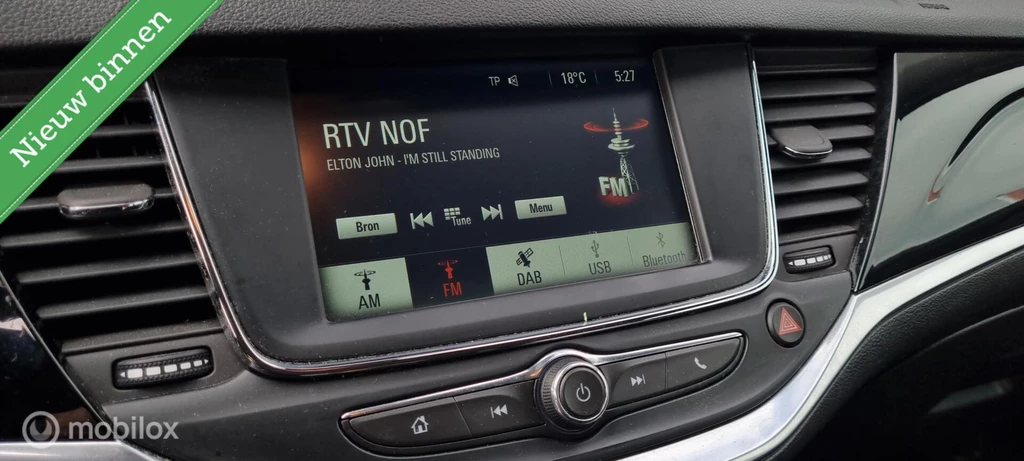 Nieuw binnen
TP 18°C 5:27
RTV NOF
ELTON JOHN - I'M STILL STANDING
FM
Bron Tune Menu
AM FM DAB USB Bluetooth
mobilox